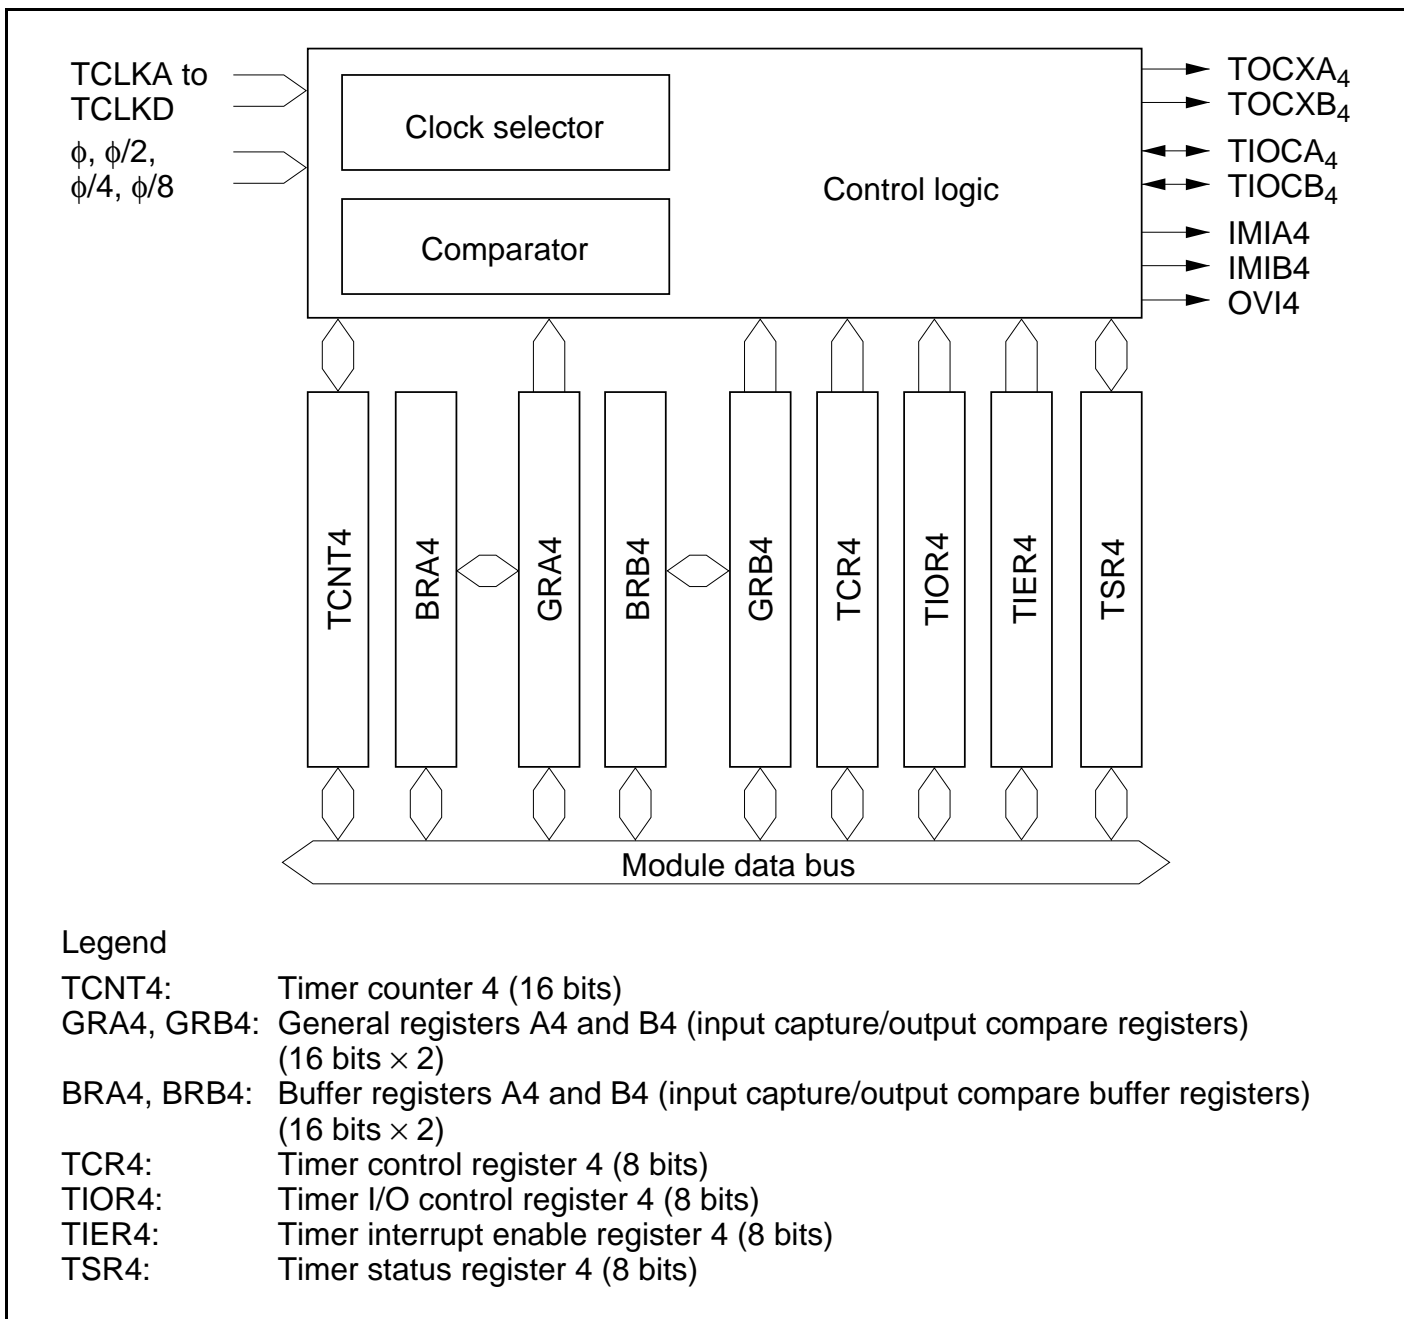 TCLKA to
TCLKD
ϕ, ϕ/2,
ϕ/4, ϕ/8
Clock selector
Comparator
Control logic
TOCXA4
TOCXB4
TIOCA4
TIOCB4
IMIA4
IMIB4
OVI4
TCNT4
BRA4
GRA4
BRB4
GRB4
TCR4
TIOR4
TIER4
TSR4
Module data bus
Legend
TCNT4: Timer counter 4 (16 bits)
GRA4, GRB4: General registers A4 and B4 (input capture/output compare registers)
(16 bits × 2)
BRA4, BRB4: Buffer registers A4 and B4 (input capture/output compare buffer registers)
(16 bits × 2)
TCR4: Timer control register 4 (8 bits)
TIOR4: Timer I/O control register 4 (8 bits)
TIER4: Timer interrupt enable register 4 (8 bits)
TSR4: Timer status register 4 (8 bits)